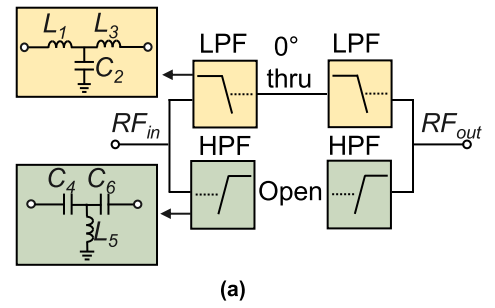 L1 L3
C2
LPF 0° LPF
thru
RFin RFout
HPF HPF
C4 C6
L5
Open
(a)